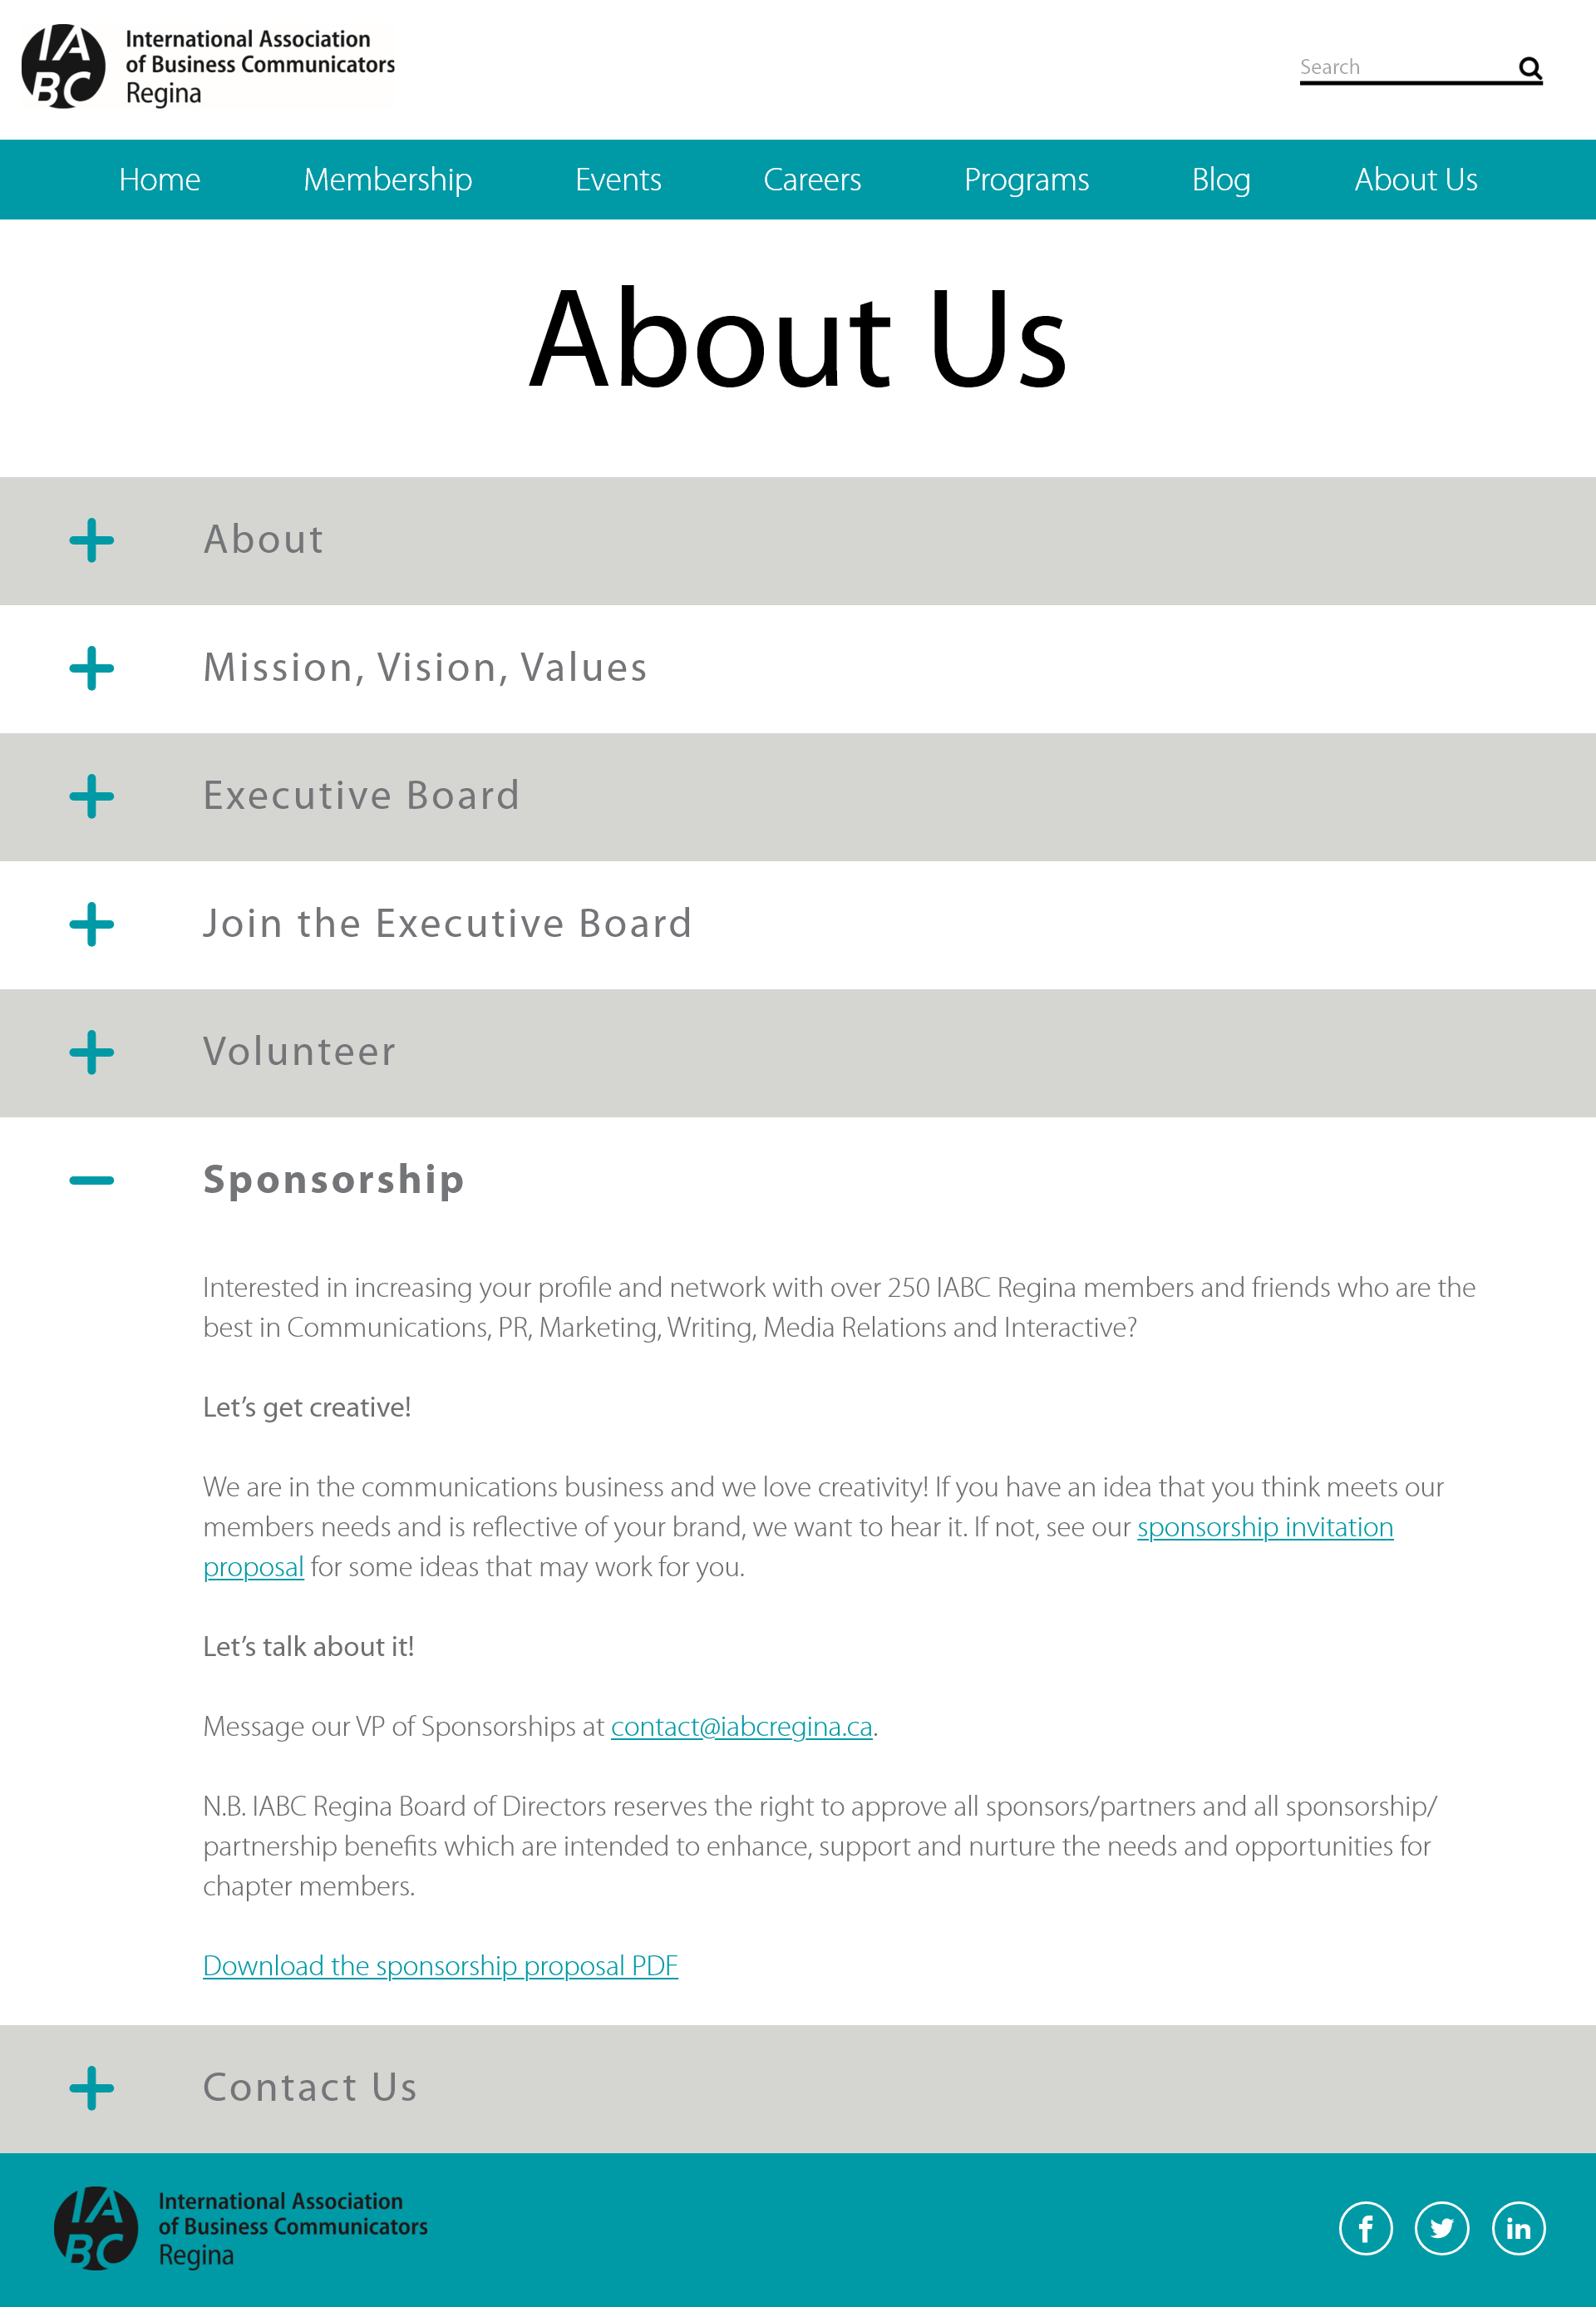 IABC
International Association
of Business Communicators
Regina
Search
Home Membership Events Careers Programs Blog About Us
About Us
About
Mission, Vision, Values
Executive Board
Join the Executive Board
Volunteer
Sponsorship
Interested in increasing your profile and network with over 250 IABC Regina members and friends who are the
best in Communications, PR, Marketing, Writing, Media Relations and Interactive?
Let’s get creative!
We are in the communications business and we love creativity! If you have an idea that you think meets our
members needs and is reflective of your brand, we want to hear it. If not, see our sponsorship invitation
proposal for some ideas that may work for you.
Let’s talk about it!
Message our VP of Sponsorships at contact@iabcregina.ca.
N.B. IABC Regina Board of Directors reserves the right to approve all sponsors/partners and all sponsorship/
partnership benefits which are intended to enhance, support and nurture the needs and opportunities for
chapter members.
Download the sponsorship proposal PDF
Contact Us
IABC
International Association
of Business Communicators
Regina
f in